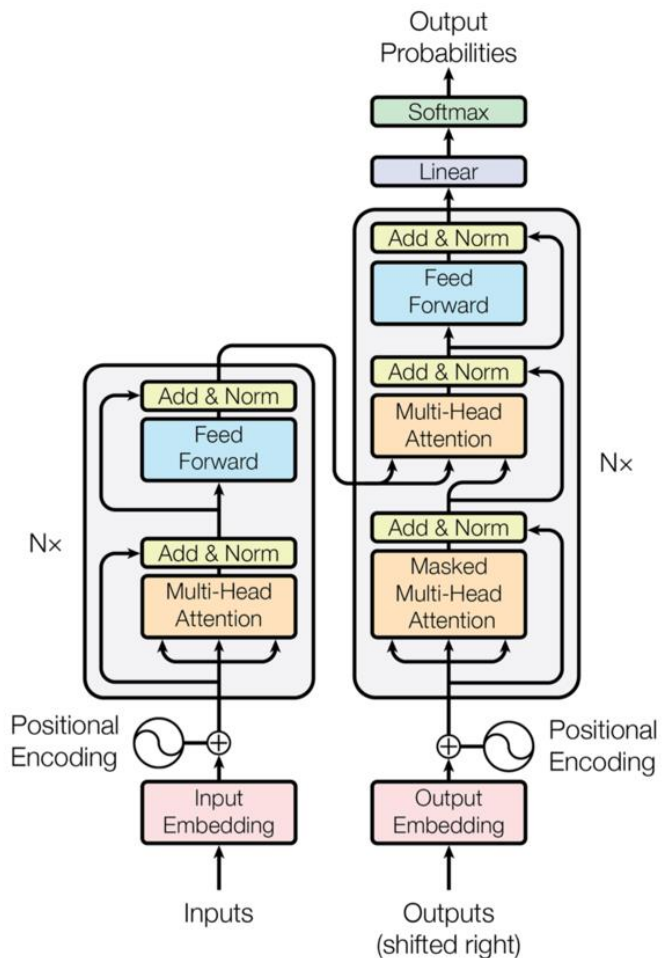 Output
Probabilities
Softmax
Linear
Add & Norm
Feed
Forward
Add & Norm
Multi-Head
Attention
Add & Norm
Masked
Multi-Head
Attention
Nx
Add & Norm
Feed
Forward
Add & Norm
Multi-Head
Attention
Nx
Positional
Encoding
Positional
Encoding
Input
Embedding
Output
Embedding
Inputs
Outputs
(shifted right)